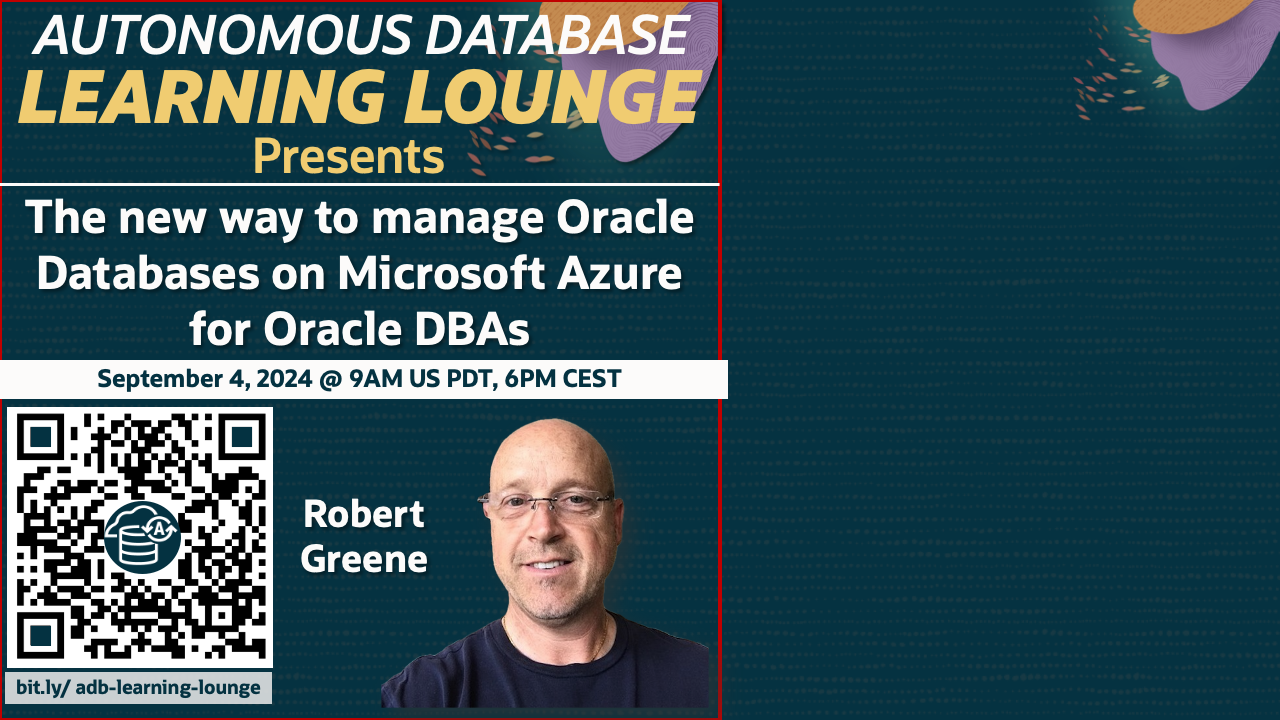 AUTONOMOUS DATABASE
LEARNING LOUNGE
Presents
The new way to manage Oracle
Databases on Microsoft Azure
for Oracle DBAs
September 4, 2024 @ 9AM US PDT, 6PM CEST
A
Robert
Greene
bit.ly/ adb-learning-lounge